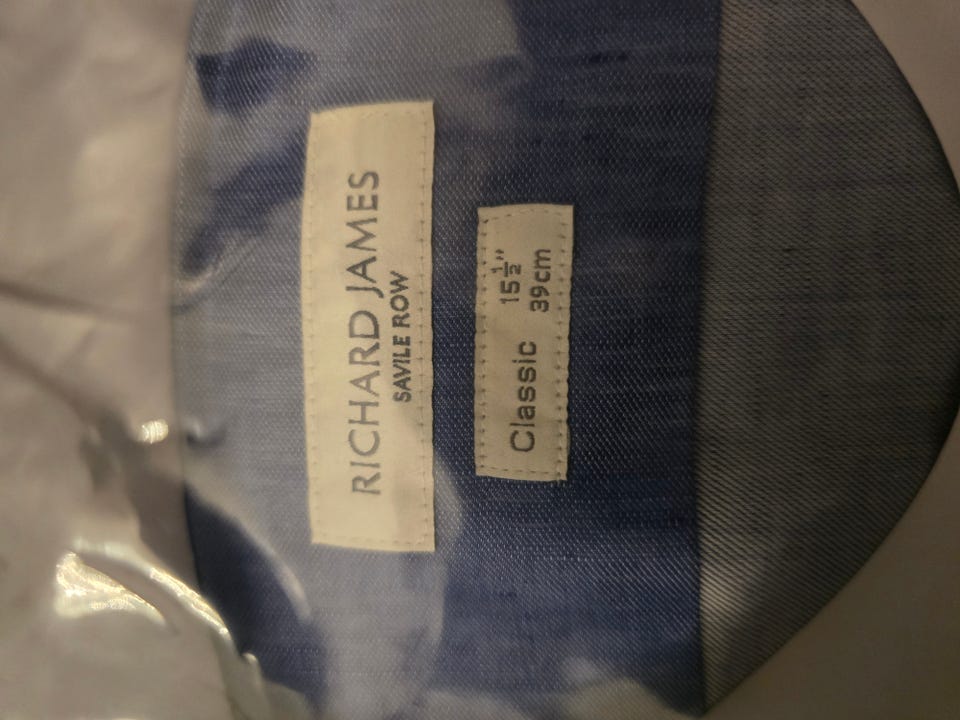 RICHARD JAMES
SAVILE ROW
Classic 15½"
39cm